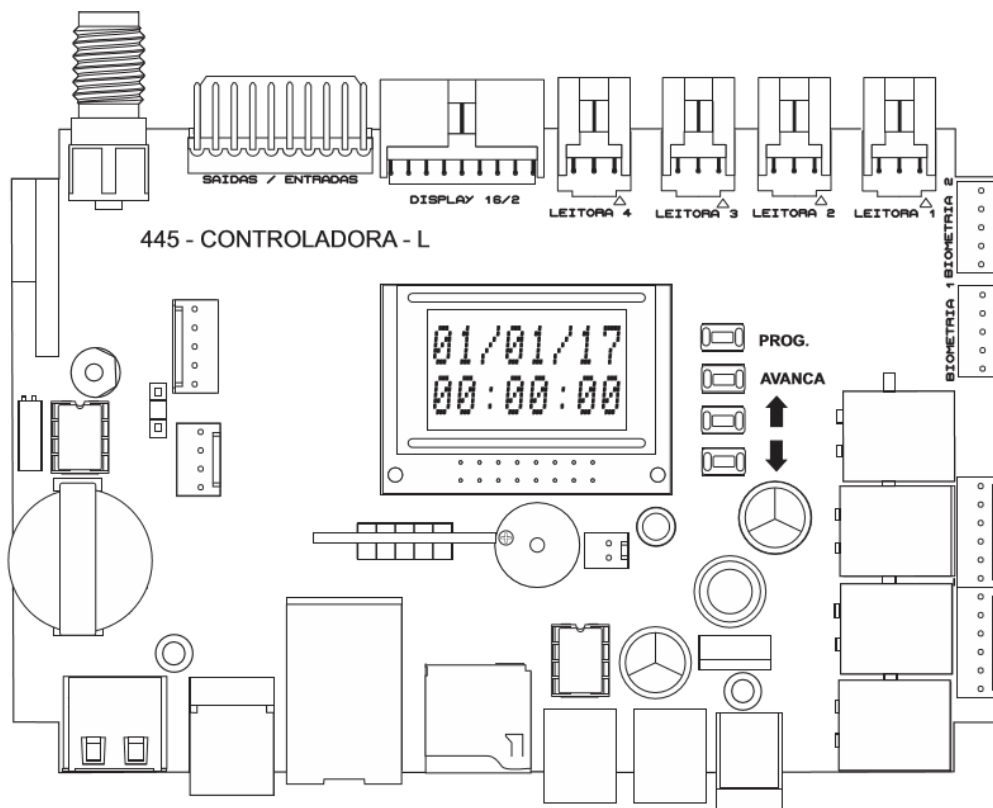 SAIDAS / ENTRADAS
DISPLAY 16/2
LEITORA 4
LEITORA 3
LEITORA 2
LEITORA 1
BIOMETRIA 2
BIOMETRIA 1
445 - CONTROLADORA - L
01/01/17
00:00:00
PROG.
AVANCA